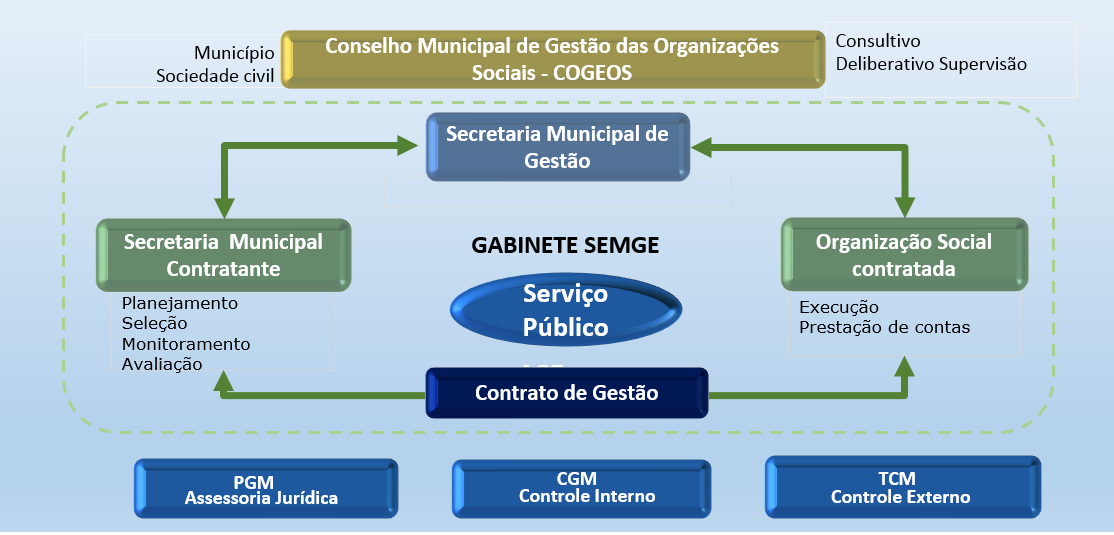 Município
Sociedade civil
Conselho Municipal de Gestão das Organizações
Sociais - COGEOS
Consultivo
Deliberativo Supervisão
Secretaria Municipal de
Gestão
Secretaria Municipal
Contratante
Planejamento
Seleção
Monitoramento
Avaliação
GABINETE SEMGE
Serviço
Público
Organização Social
contratada
Execução
Prestação de contas
Contrato de Gestão
PGM
Assessoria Jurídica
CGM
Controle Interno
TCM
Controle Externo